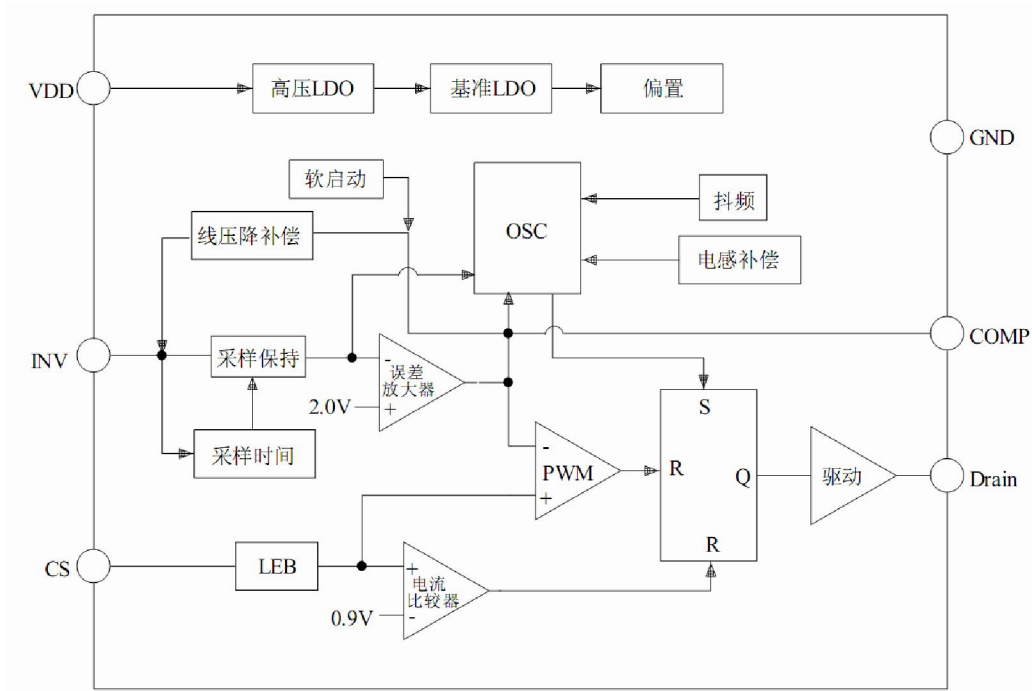 VDD
高压LDO
基准LDO
偏置
GND
软启动
OSC
抖频
线压降补偿
电感补偿
COMP
INV
采样保持
-
误差
放大器
2.0V
+
S
采样时间
-
PWM
+
R
Q
驱动
Drain
CS
LEB
+
电流
比较器
0.9V
-
R